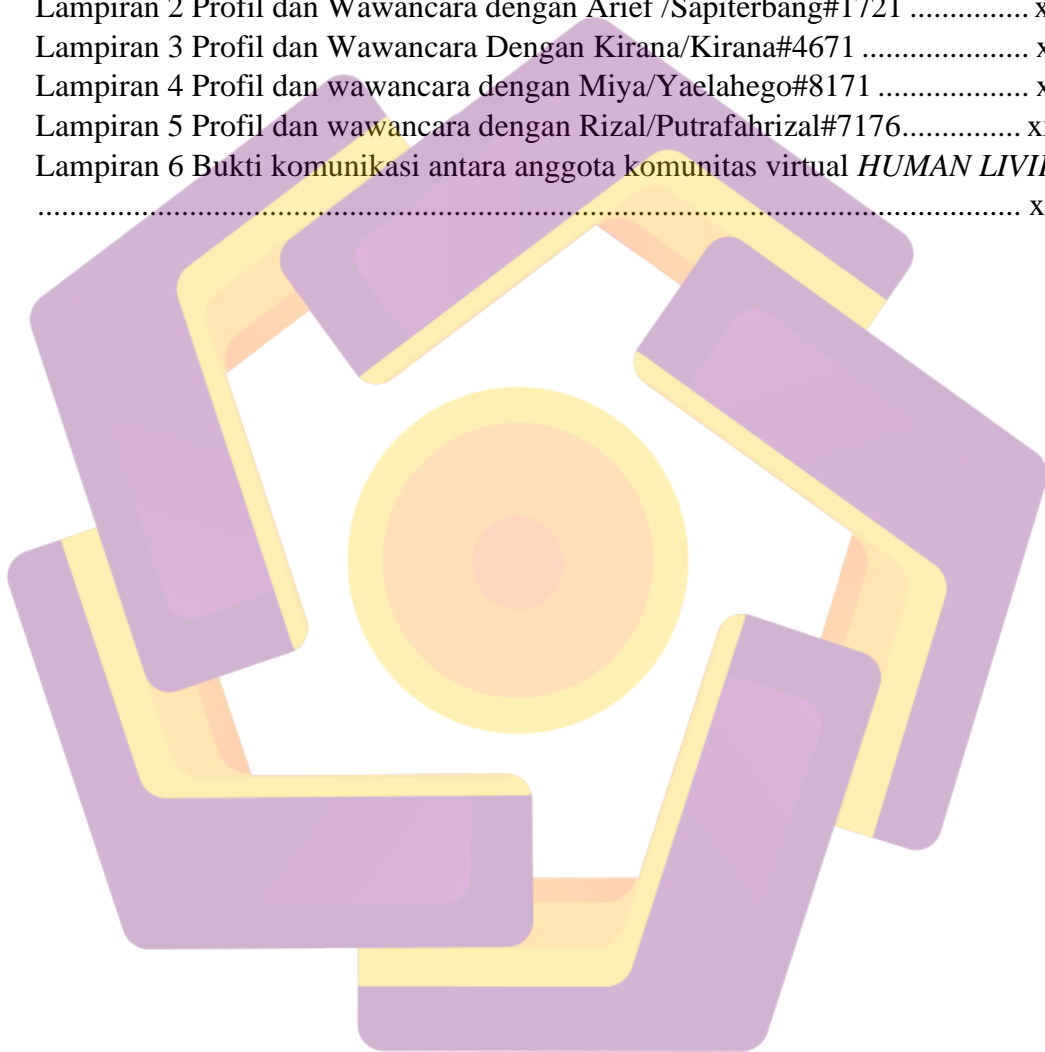 Lampiran 2 Profil dan Wawancara dengan Arief /Sapiterbang#1721 ............... x
Lampiran 3 Profil dan Wawancara Dengan Kirana/Kirana#4671 ..................... x
Lampiran 4 Profil dan wawancara dengan Miya/Yaelahego#8171 ................... x
Lampiran 5 Profil dan wawancara dengan Rizal/Putrafahrizal#7176............... x
Lampiran 6 Bukti komunikasi antara anggota komunitas virtual HUMAN
........................................................................................................................... x